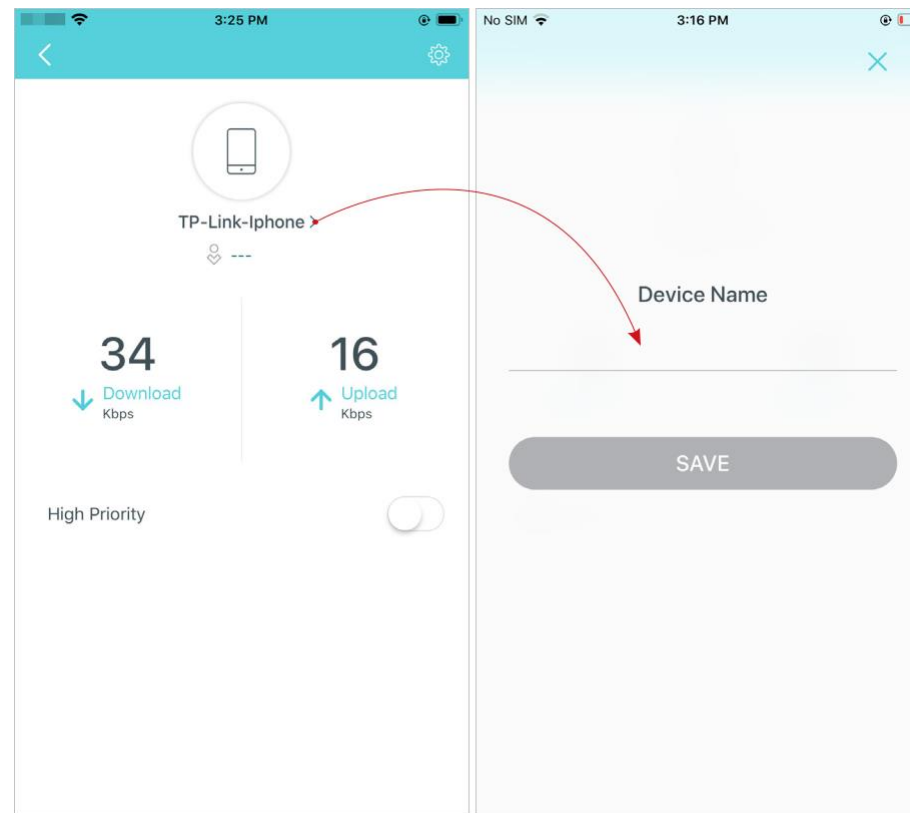 3:25 PM
TP-Link-Iphone >
---
34
Download
Kbps
16
Upload
Kbps
High Priority
No SIM
3:16 PM
Device Name
SAVE